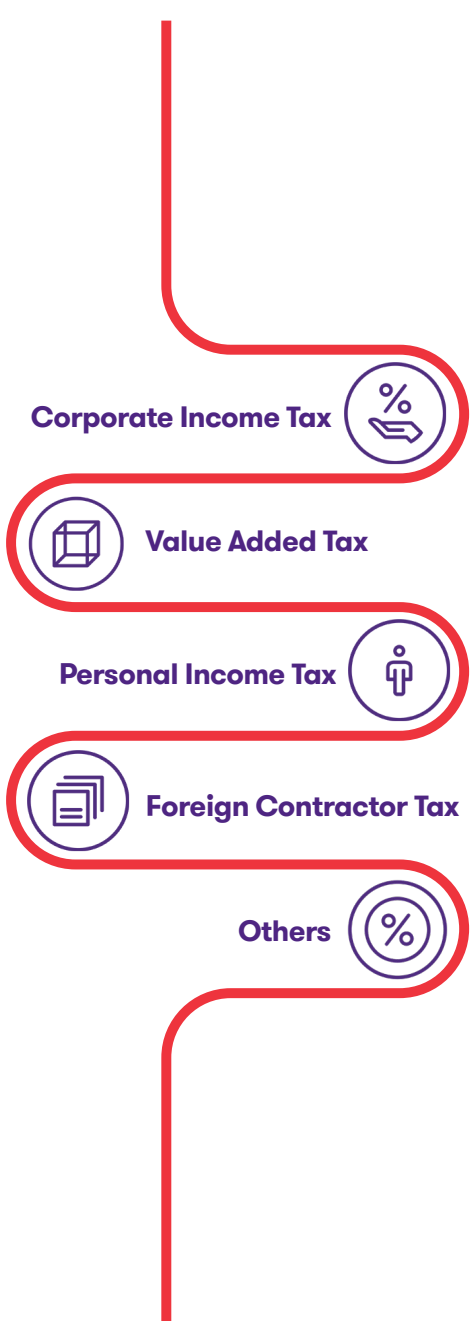 Corporate Income Tax
Value Added Tax
Personal Income Tax
Foreign Contractor Tax
Others